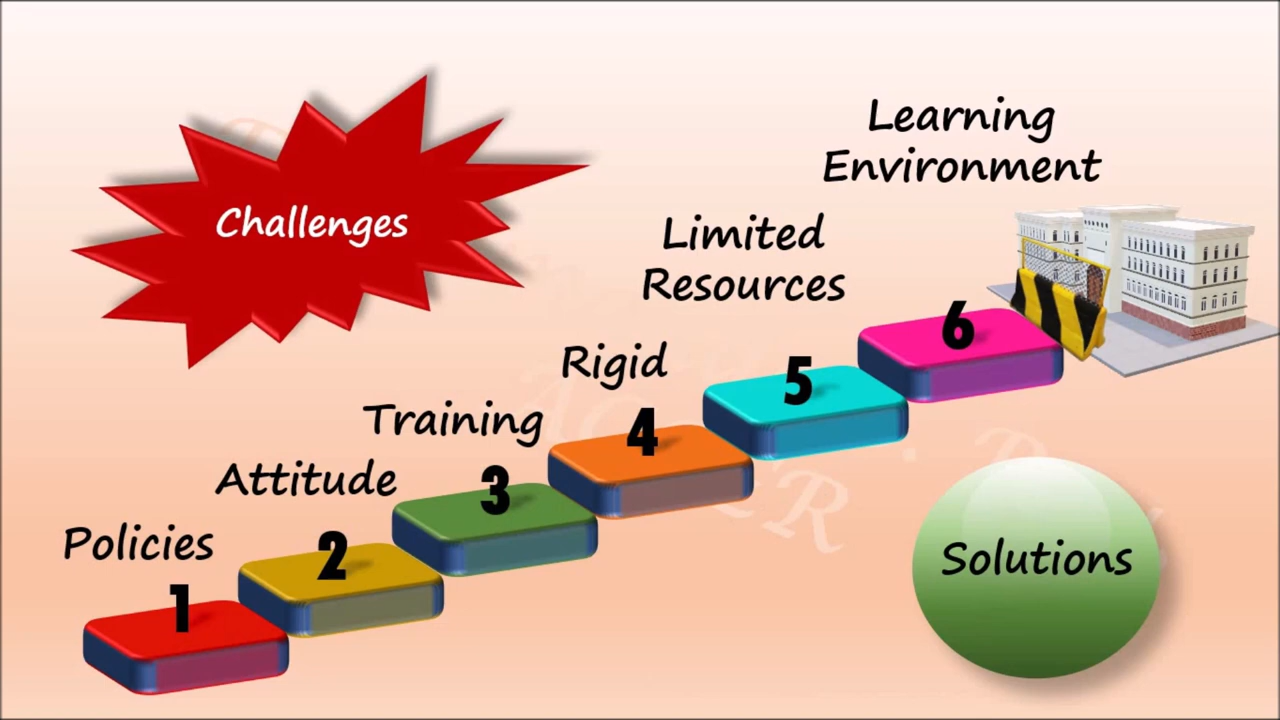 Challenges
Learning
Environment
Limited
Resources
Rigid
Training
Attitude
Policies
1
2
3
4
5
6
Solutions